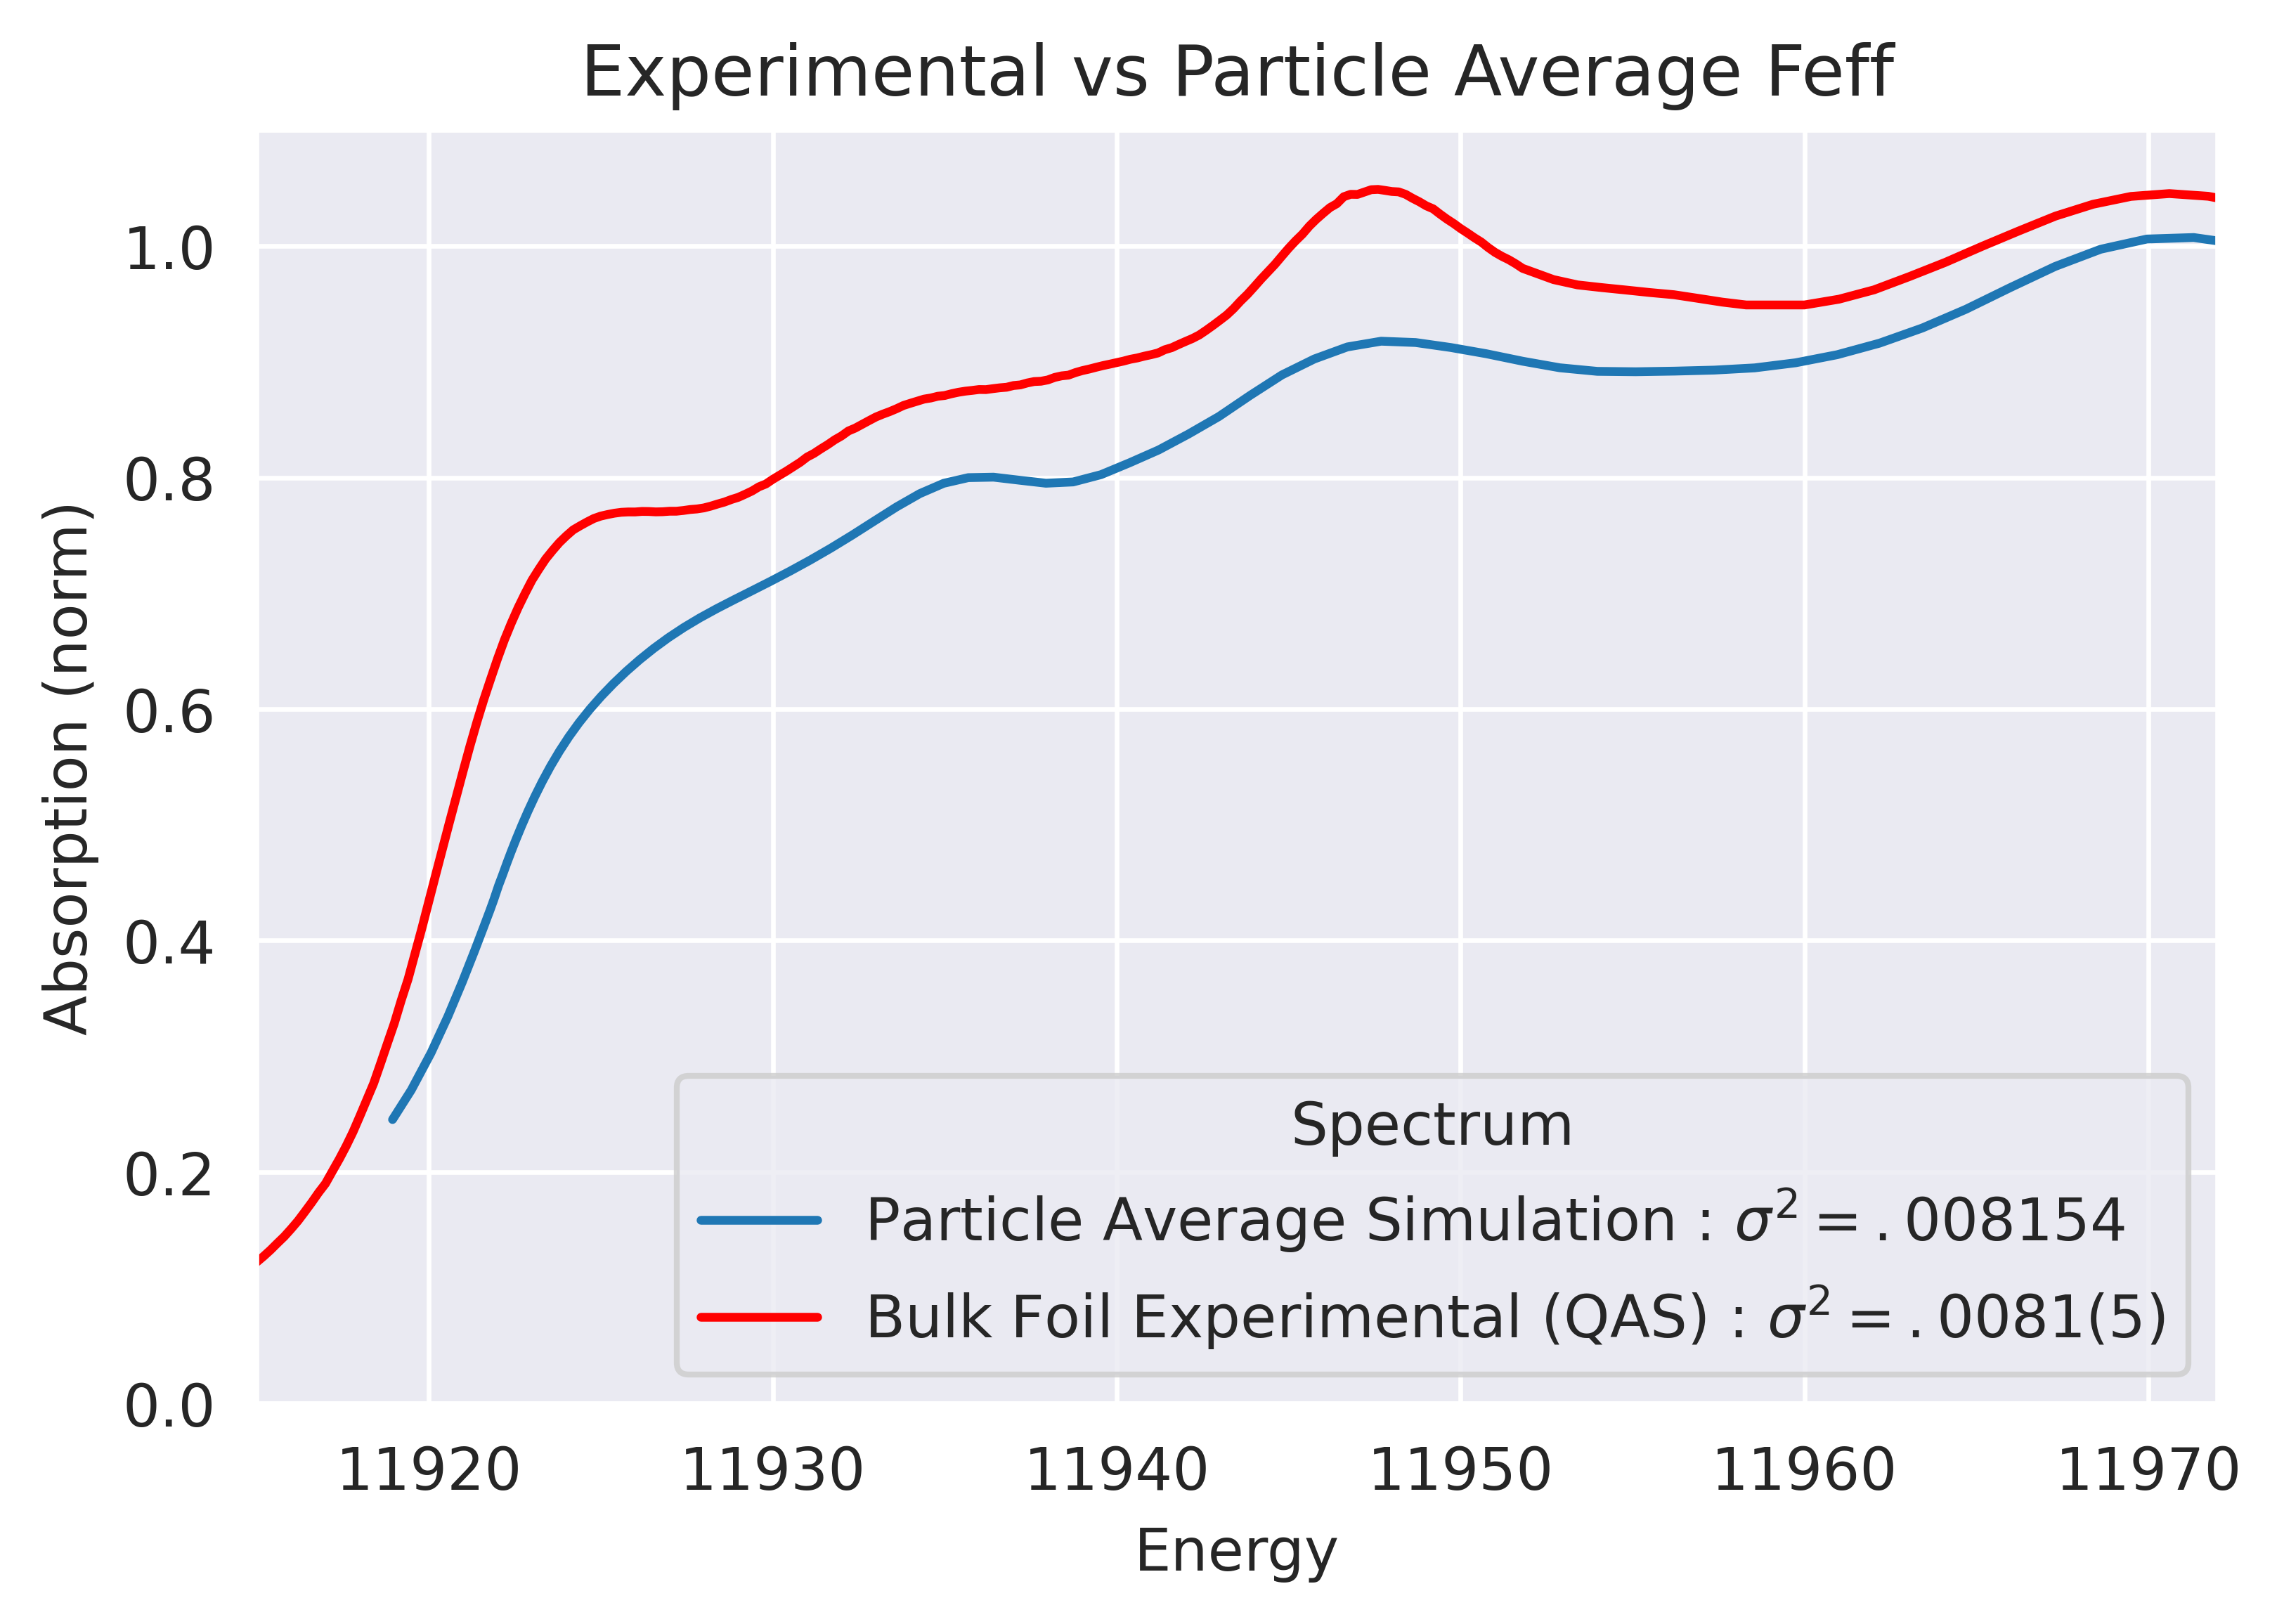 Experimental vs Particle Average Feff
Absorption (norm)
1.0
0.8
0.6
0.4
0.2
0.0
Spectrum
Particle Average Simulation : σ² = .008154
Bulk Foil Experimental (QAS) : σ² = .0081(5)
11920 11930 11940 11950 11960 11970
Energy